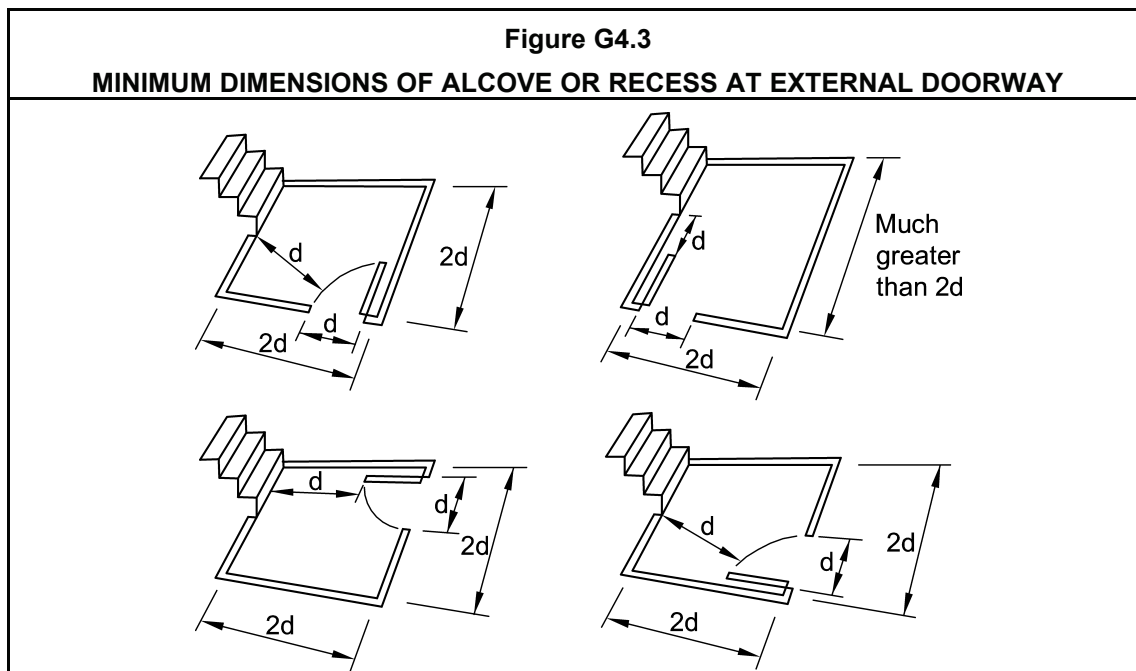 Figure G4.3
MINIMUM DIMENSIONS OF ALCOVE OR RECESS AT EXTERNAL DOORWAY
d
d
2d
2d
d
d
2d
Much
greater
than 2d
d
d
2d
2d
d
d
2d
2d